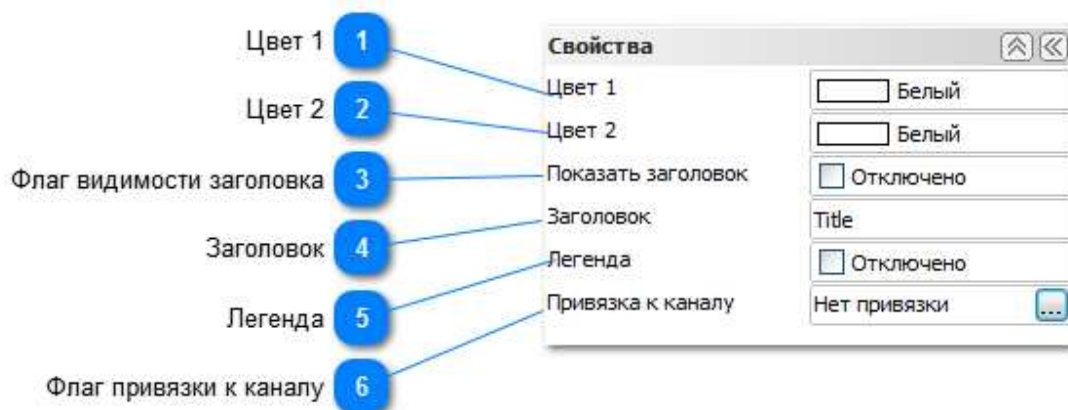 Цвет 1 1
Цвет 2 2
Флаг видимости заголовка 3
Заголовок 4
Легенда 5
Флаг привязки к каналу 6
Свойства
Цвет 1 Белый
Цвет 2 Белый
Показать заголовок Отключено
Заголовок Title
Легенда Отключено
Привязка к каналу Нет привязки ...